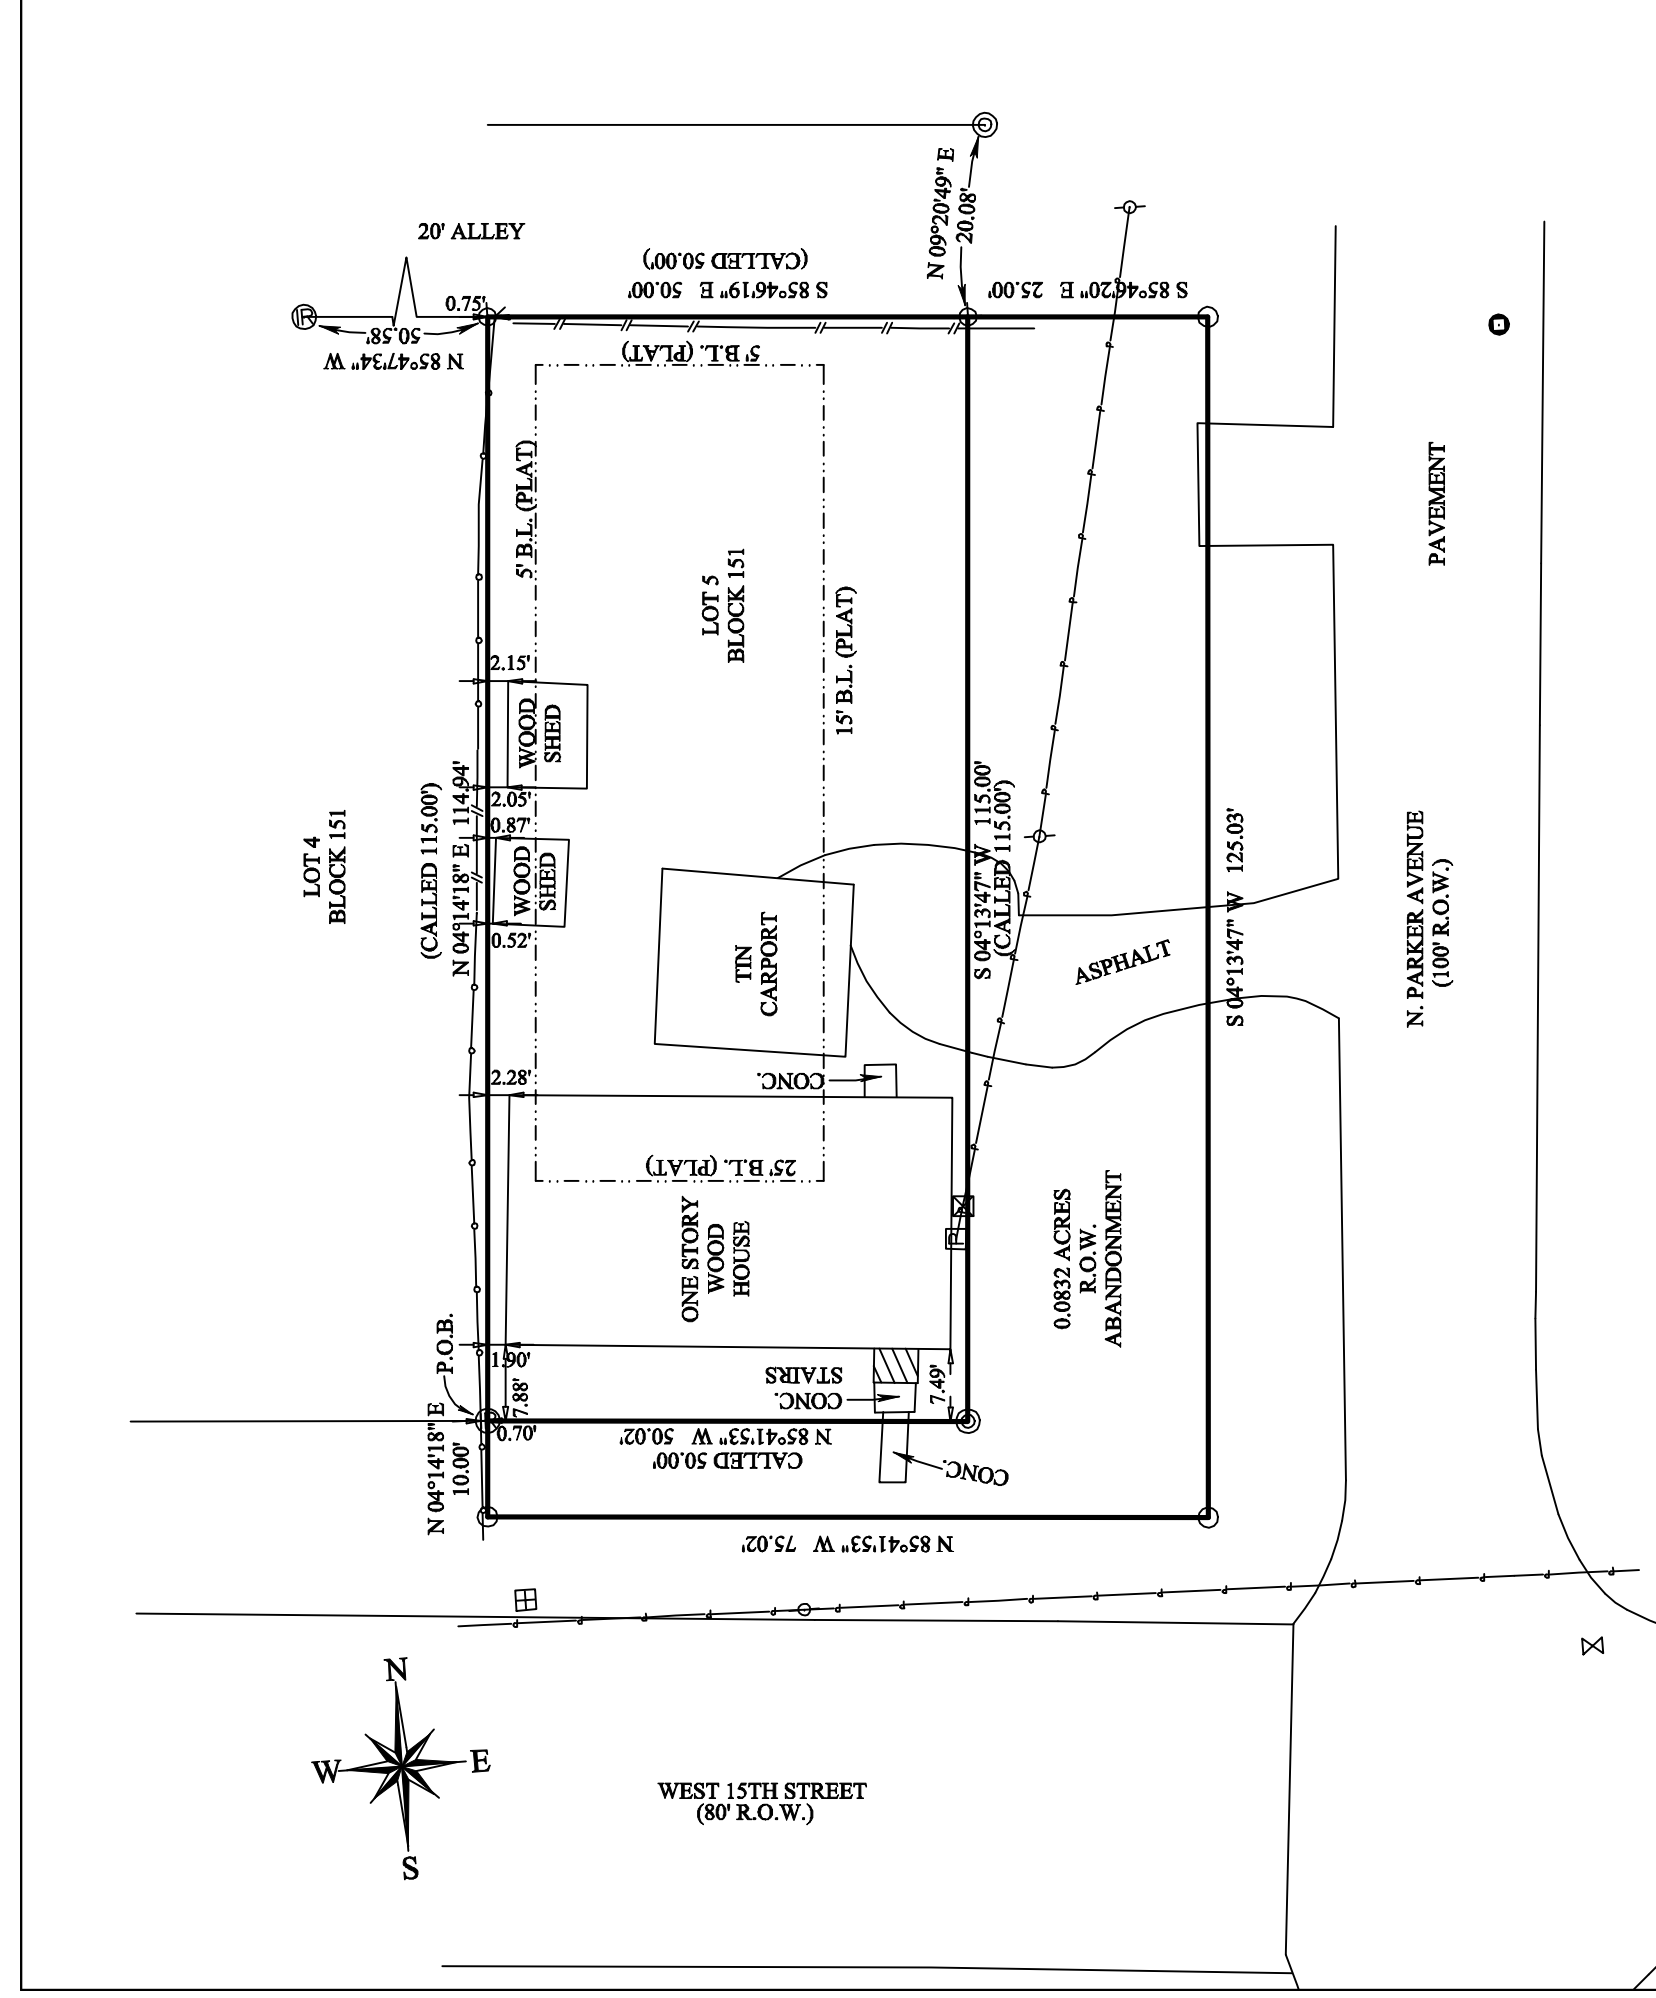 N 09°20'49" E
20.08'
20' ALLEY
(CALLED 50.00')
S 85°46'19" E 50.00'
S 85°46'20" E 25.00'
0.75'
IR
50.58'
N 85°47'34" W
5' B.L. (PLAT)
5' B.L. (PLAT)
LOT 5
BLOCK 151
15' B.L. (PLAT)
PAVEMENT
2.15'
WOOD
SHED
2.05'
0.87'
WOOD
SHED
0.52'
LOT 4
BLOCK 151
(CALLED 115.00')
N 04°14'18" E 114.94'
S 04°13'47" W 115.00'
(CALLED 115.00')
S 04°13'47" W 125.03'
N. PARKER AVENUE
(100' R.O.W.)
TIN
CARPORT
ASPHALT
CONC.
2.28'
25' B.L. (PLAT)
ONE STORY
WOOD
HOUSE
0.0832 ACRES
R.O.W.
ABANDONMENT
P.O.B.
1.90'
7.88'
STAIRS
CONC.
7.49'
0.70'
N 85°41'53" W 50.02'
CALLED 50.00'
CONC.
N 04°14'18" E
10.00'
N 85°41'53" W 75.02'
N
W
E
S
WEST 15TH STREET
(80' R.O.W.)